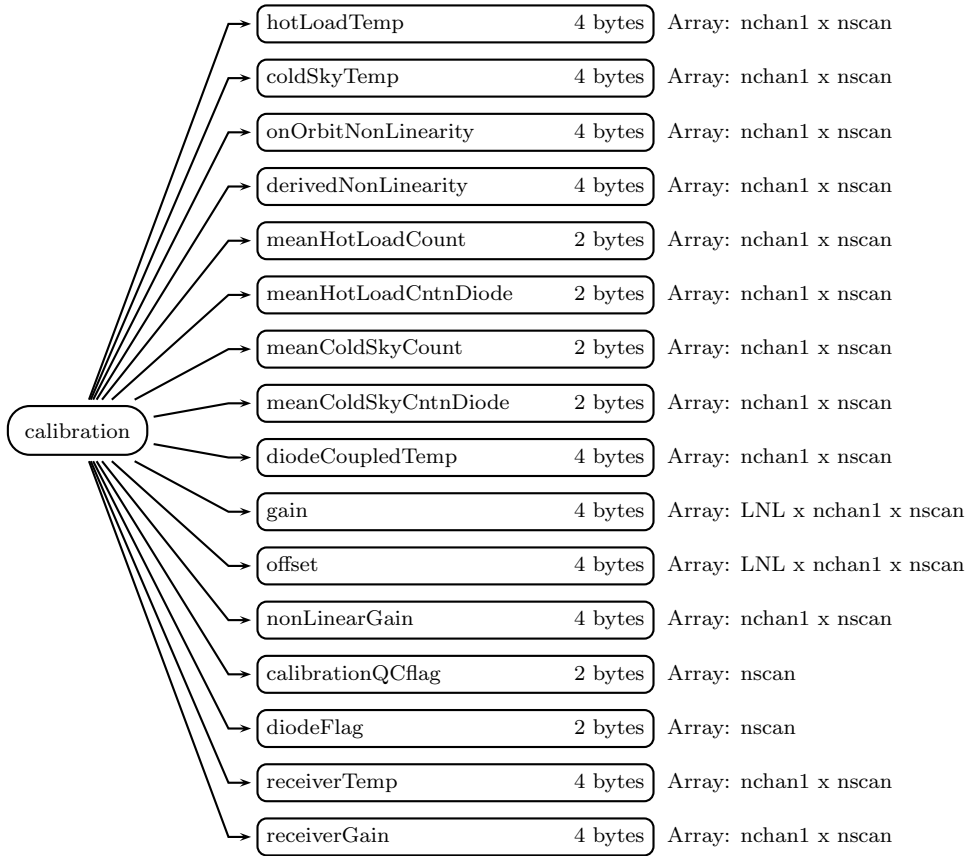 hotLoadTemp 4 bytes Array: nchan1 x nscan
coldSkyTemp 4 bytes Array: nchan1 x nscan
onOrbitNonLinearity 4 bytes Array: nchan1 x nscan
derivedNonLinearity 4 bytes Array: nchan1 x nscan
meanHotLoadCount 2 bytes Array: nchan1 x nscan
meanHotLoadCntnDiode 2 bytes Array: nchan1 x nscan
meanColdSkyCount 2 bytes Array: nchan1 x nscan
meanColdSkyCntnDiode 2 bytes Array: nchan1 x nscan
calibration
diodeCoupledTemp 4 bytes Array: nchan1 x nscan
gain 4 bytes Array: LNL x nchan1 x nscan
offset 4 bytes Array: LNL x nchan1 x nscan
nonLinearGain 4 bytes Array: nchan1 x nscan
calibrationQCflag 2 bytes Array: nscan
diodeFlag 2 bytes Array: nscan
receiverTemp 4 bytes Array: nchan1 x nscan
receiverGain 4 bytes Array: nchan1 x nscan